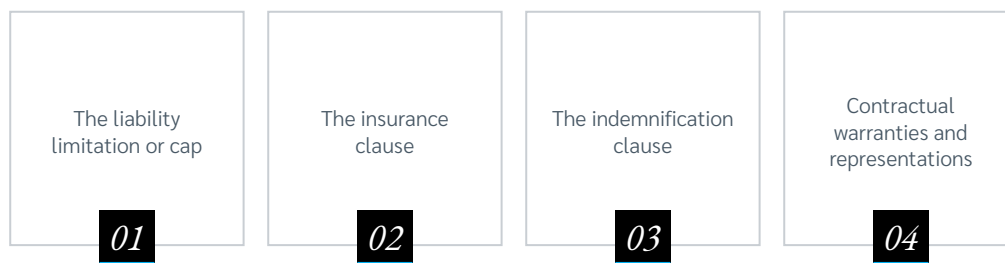 The liability
limitation or cap
01
The insurance
clause
02
The indemnification
clause
03
Contractual
warranties and
representations
04